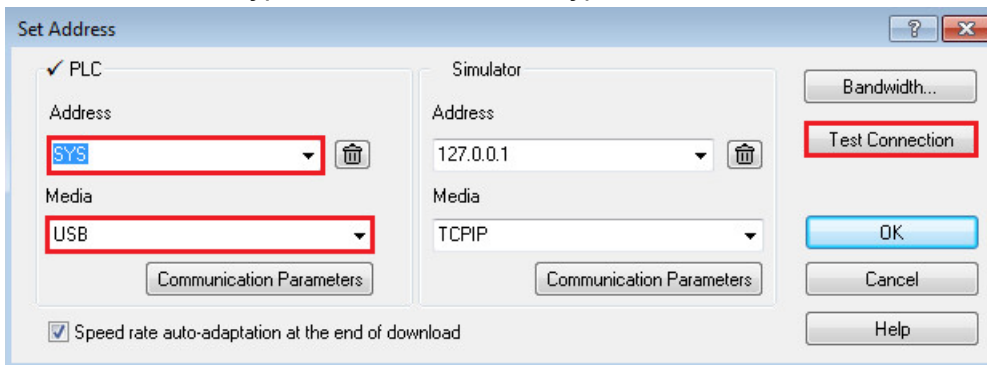 Set Address
✓ PLC
Address
SYS
Media
USB
Communication Parameters
Simulator
Address
127.0.0.1
Media
TCPIP
Communication Parameters
Speed rate auto-adaptation at the end of download
Bandwidth...
Test Connection
OK
Cancel
Help